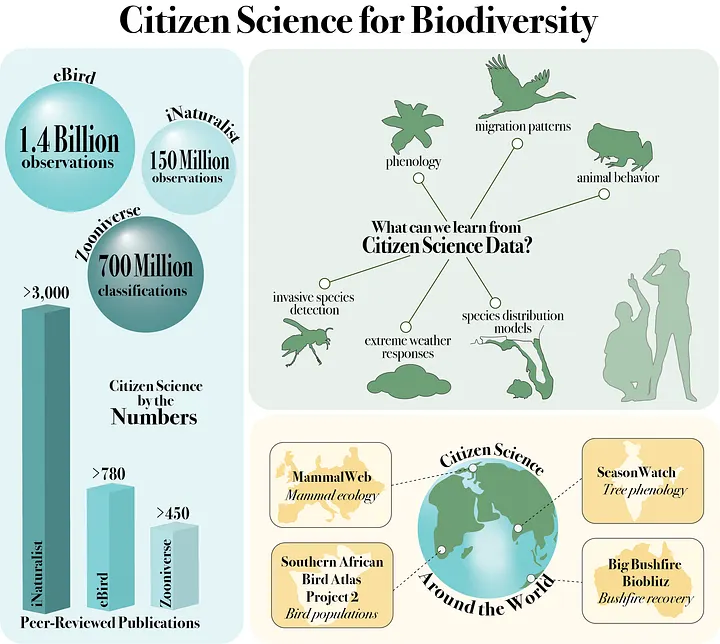 Citizen Science for Biodiversity
eBird
1.4 Billion
observations
iNaturalist
150 Million
observations
Zooniverse
700 Million
classifications
>3,000
iNaturalist
>780
eBird
>450
Zooniverse
Citizen Science
by the
Numbers
Peer-Reviewed Publications
phenology
migration patterns
animal behavior
What can we learn from
Citizen Science Data?
invasive species
detection
extreme weather
responses
species distribution
models
Citizen Science
Around the World
MammalWeb
Mammal ecology
SeasonWatch
Tree phenology
Southern African
Bird Atlas
Project 2
Bird populations
Big Bushfire
Bioblitz
Bushfire recovery